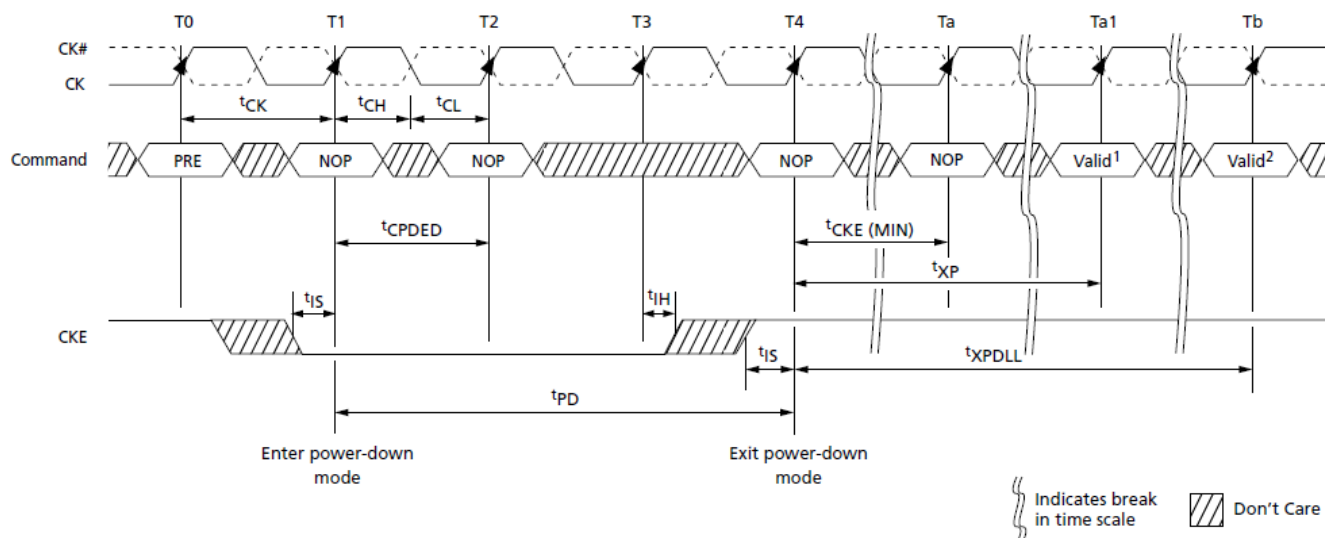 T0 T1 T2 T3 T4 Ta Ta1 Tb
CK#
CK
tCK tCH tCL
Command PRE NOP NOP NOP NOP Valid1 Valid2
tCPDED tCKE (MIN)
tXP
tIS tIH
CKE
tIS tXPDLL
tPD
Enter power-down Exit power-down
mode mode
Indicates break
in time scale
Don't Care